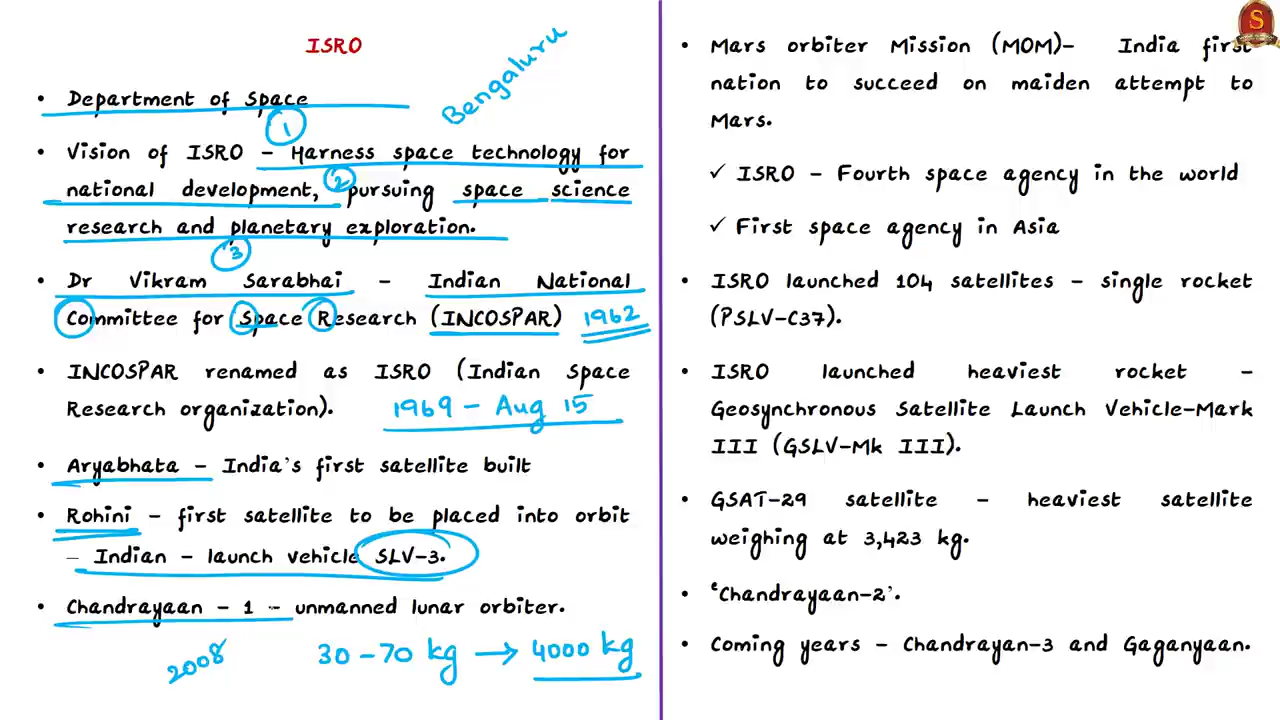 ISRO
Bengaluru
• Department of Space
1
• Vision of ISRO – Harness space technology for
national development, 2 pursuing space science
research and planetary exploration.
3
• Dr Vikram Sarabhai – Indian National
Committee for Space Research (INCOSPAR) 1962
• INCOSPAR renamed as ISRO (Indian Space
Research organization). 1969 – Aug 15
• Aryabhata – India's first satellite built
• Rohini – first satellite to be placed into orbit
– Indian – launch vehicle SLV-3.
• Chandrayaan – 1 – unmanned lunar orbiter.
2008 30 – 70 kg → 4000 kg
• Mars orbiter Mission (MOM)– India first
nation to succeed on maiden attempt to
Mars.
✓ ISRO – Fourth space agency in the world
✓ First space agency in Asia
• ISRO launched 104 satellites – single rocket
(PSLV-C37).
• ISRO launched heaviest rocket –
Geosynchronous Satellite Launch Vehicle-Mark
III (GSLV-Mk III).
• GSAT-29 satellite – heaviest satellite
weighing at 3,423 kg.
• 'Chandrayaan-2'.
• Coming years – Chandrayan-3 and Gaganyaan.
S